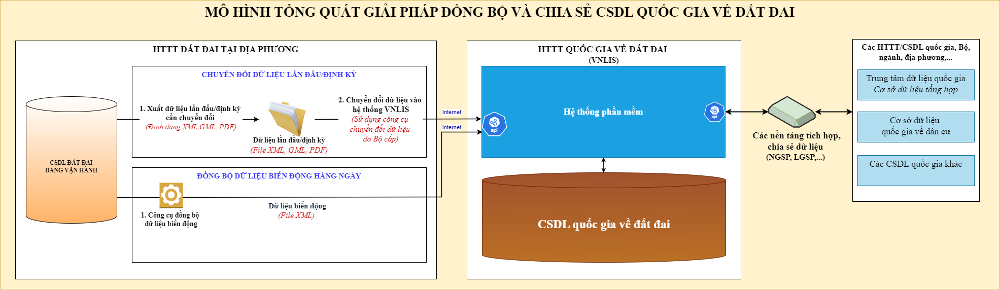 MÔ HÌNH TỔNG QUÁT GIẢI PHÁP ĐỒNG BỘ VÀ CHIA SẺ CSDL QUỐC GIA VỀ ĐẤT ĐAI
HTTT ĐẤT ĐAI TẠI ĐỊA PHƯƠNG
CHUYỂN ĐỔI DỮ LIỆU LẦN ĐẦU/ĐỊNH KỲ
CSDL ĐẤT ĐAI
ĐANG VẬN HÀNH
1. Xuất dữ liệu lần đầu/định kỳ
cần chuyển đổi
(Định dạng XML,GML, PDF)
Dữ liệu lần đầu/định kỳ
(File XML, GML, PDF)
2. Chuyển đổi dữ liệu vào
hệ thống VNLIS
(Sử dụng công cụ
chuyển đổi dữ liệu
do Bộ cấp)
ĐỒNG BỘ DỮ LIỆU BIẾN ĐỘNG HÀNG NGÀY
1. Công cụ đồng bộ
dữ liệu biến động
Dữ liệu biến động
(File XML)
Internet
Internet
HTTT QUỐC GIA VỀ ĐẤT ĐAI
(VNLIS)
api
Hệ thống phần mềm
api
CSDL quốc gia về đất đai
Các nền tảng tích hợp,
chia sẻ dữ liệu
(NGSP, LGSP,...)
Các HTTT/CSDL quốc gia, Bộ,
ngành, địa phương,...
Trung tâm dữ liệu quốc gia
Cơ sở dữ liệu tổng hợp
Cơ sở dữ liệu
quốc gia về dân cư
Các CSDL quốc gia khác